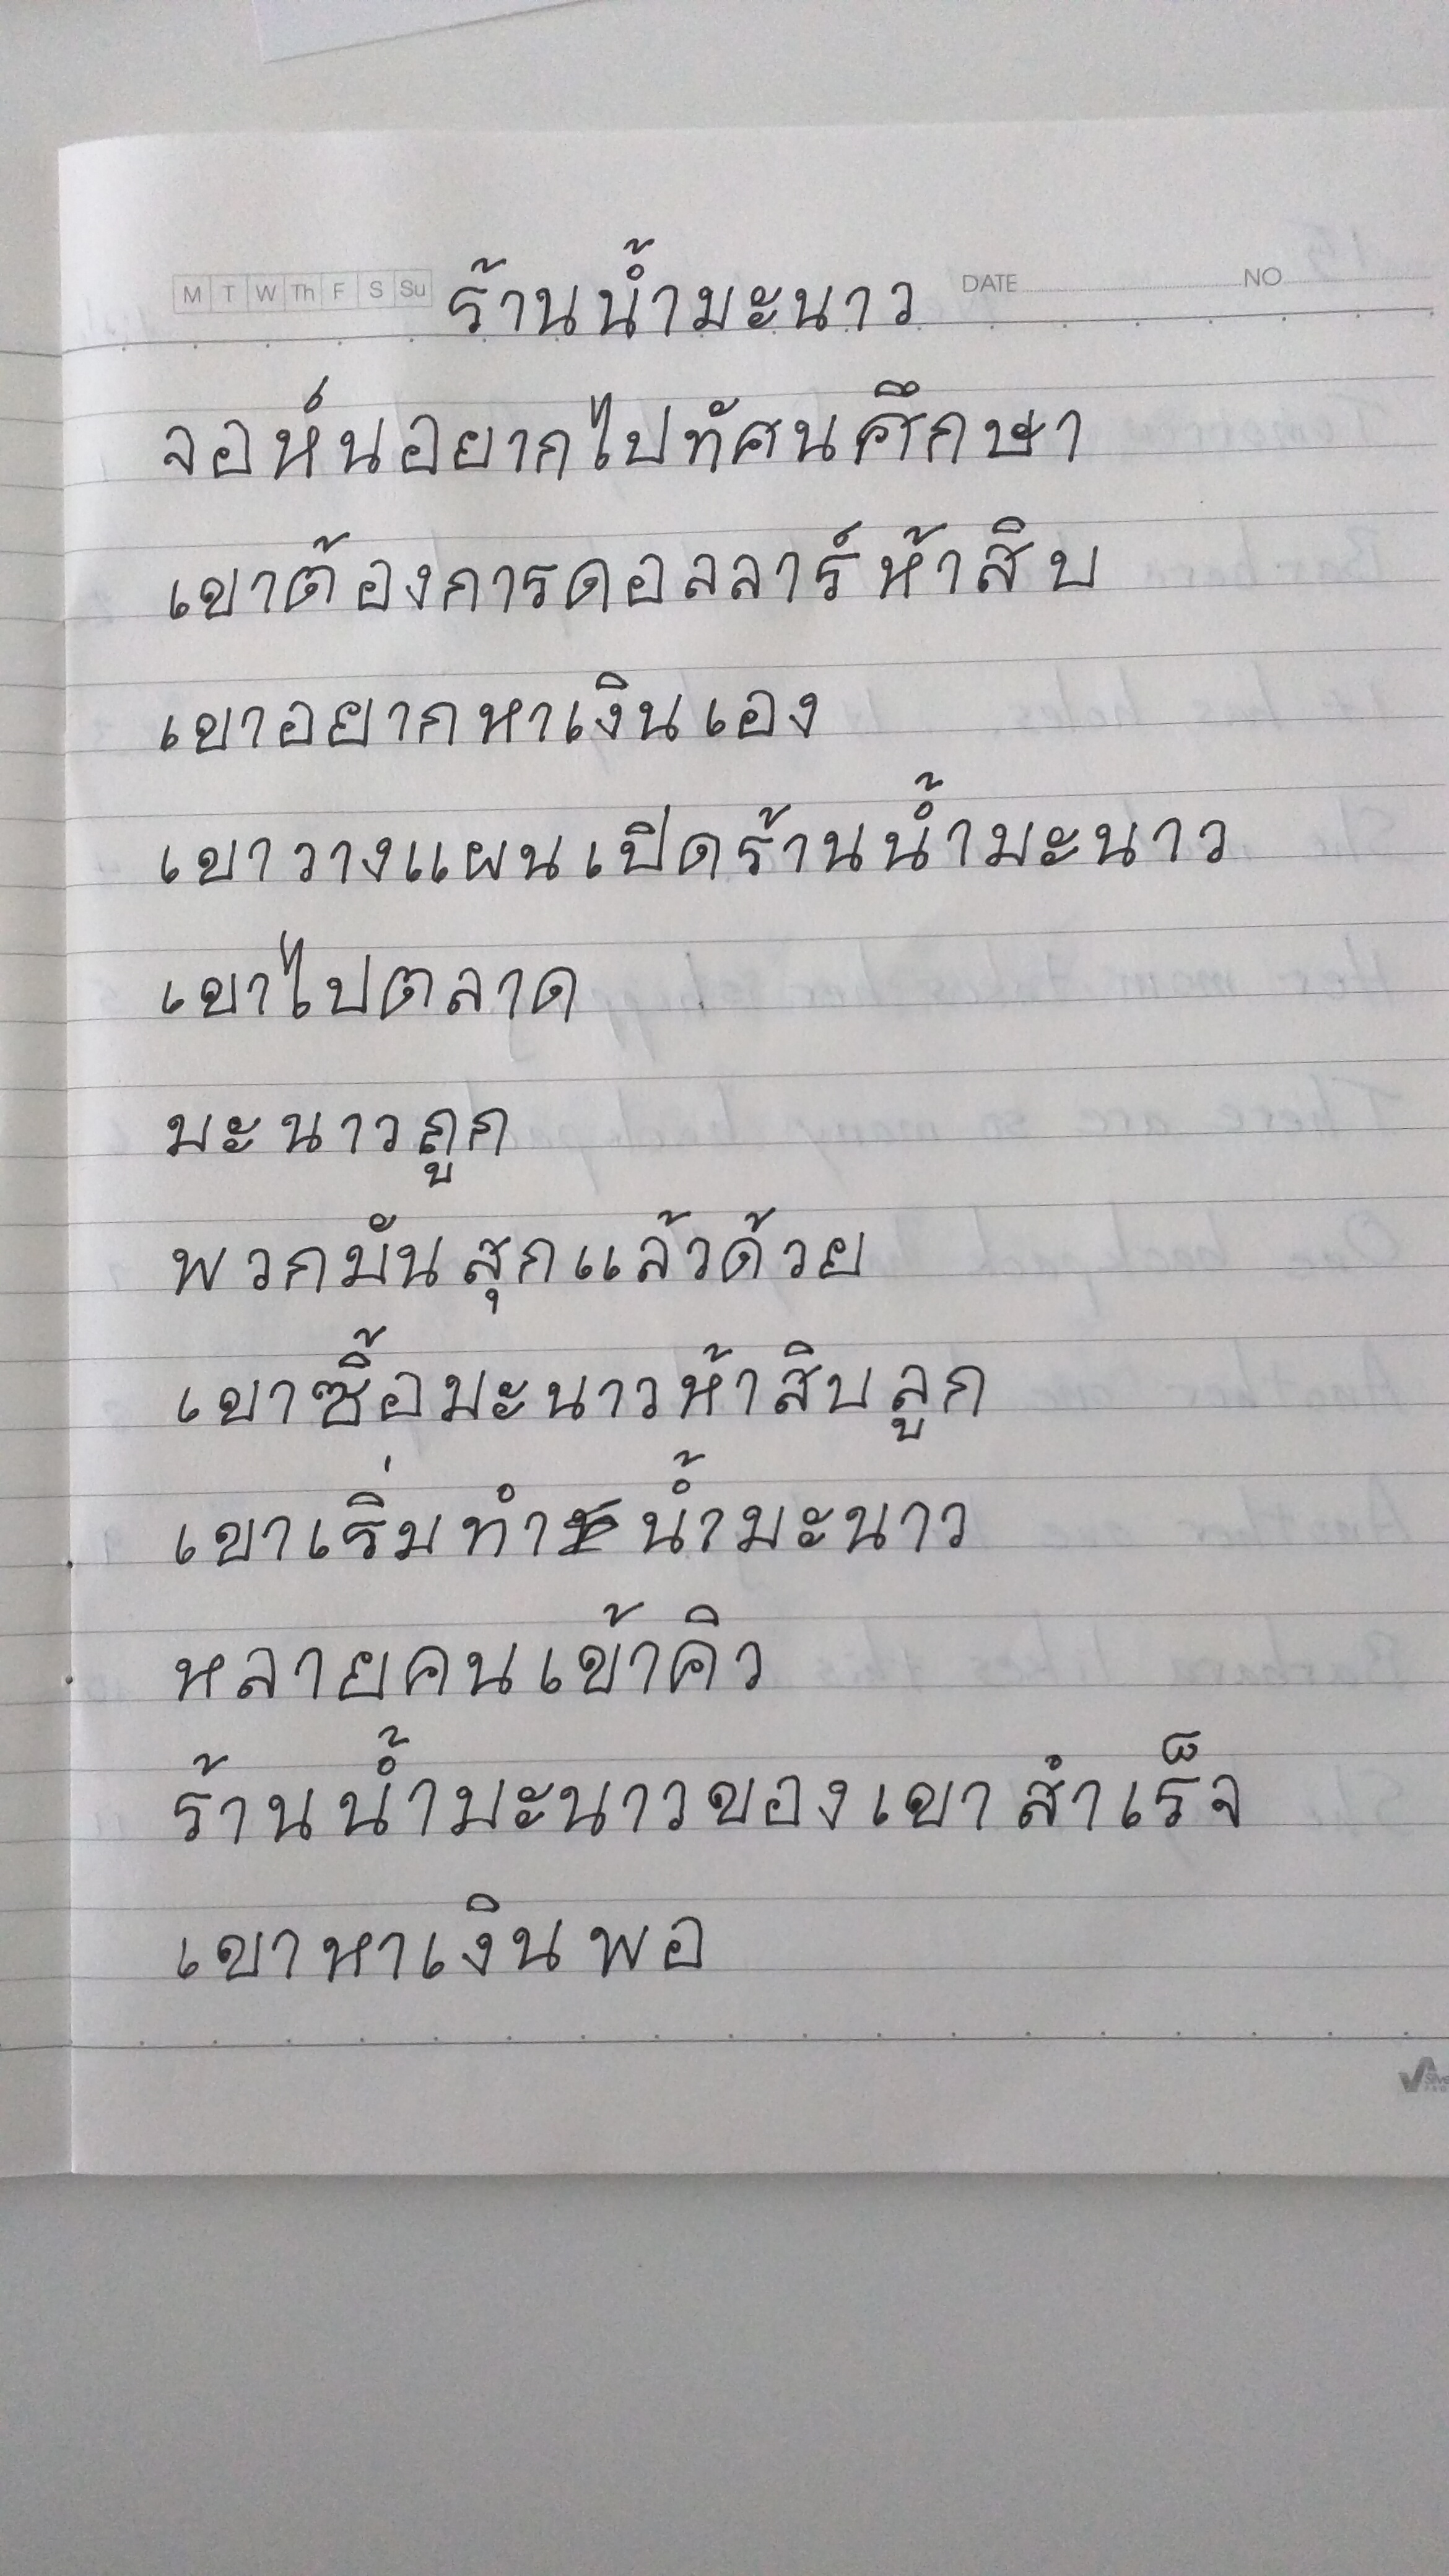 M T W Th F S Su ร้านน้ำมะนาว DATE NO
จอห์นอยากไปทัศนศึกษา
เขาต้องการดอลลาร์ห้าสิบ
เขาอยากหาเงินเอง
เขาวางแผนเปิดร้านน้ำมะนาว
เขาไปตลาด
มะนาวถูก
พวกมันสุกแล้วด้วย
เขาซื้อมะนาวห้าสิบลูก
เขาเริ่มทำน้ำมะนาว
หลายคนเข้าคิว
ร้านน้ำมะนาวของเขาสำเร็จ
เขาหาเงินพอ